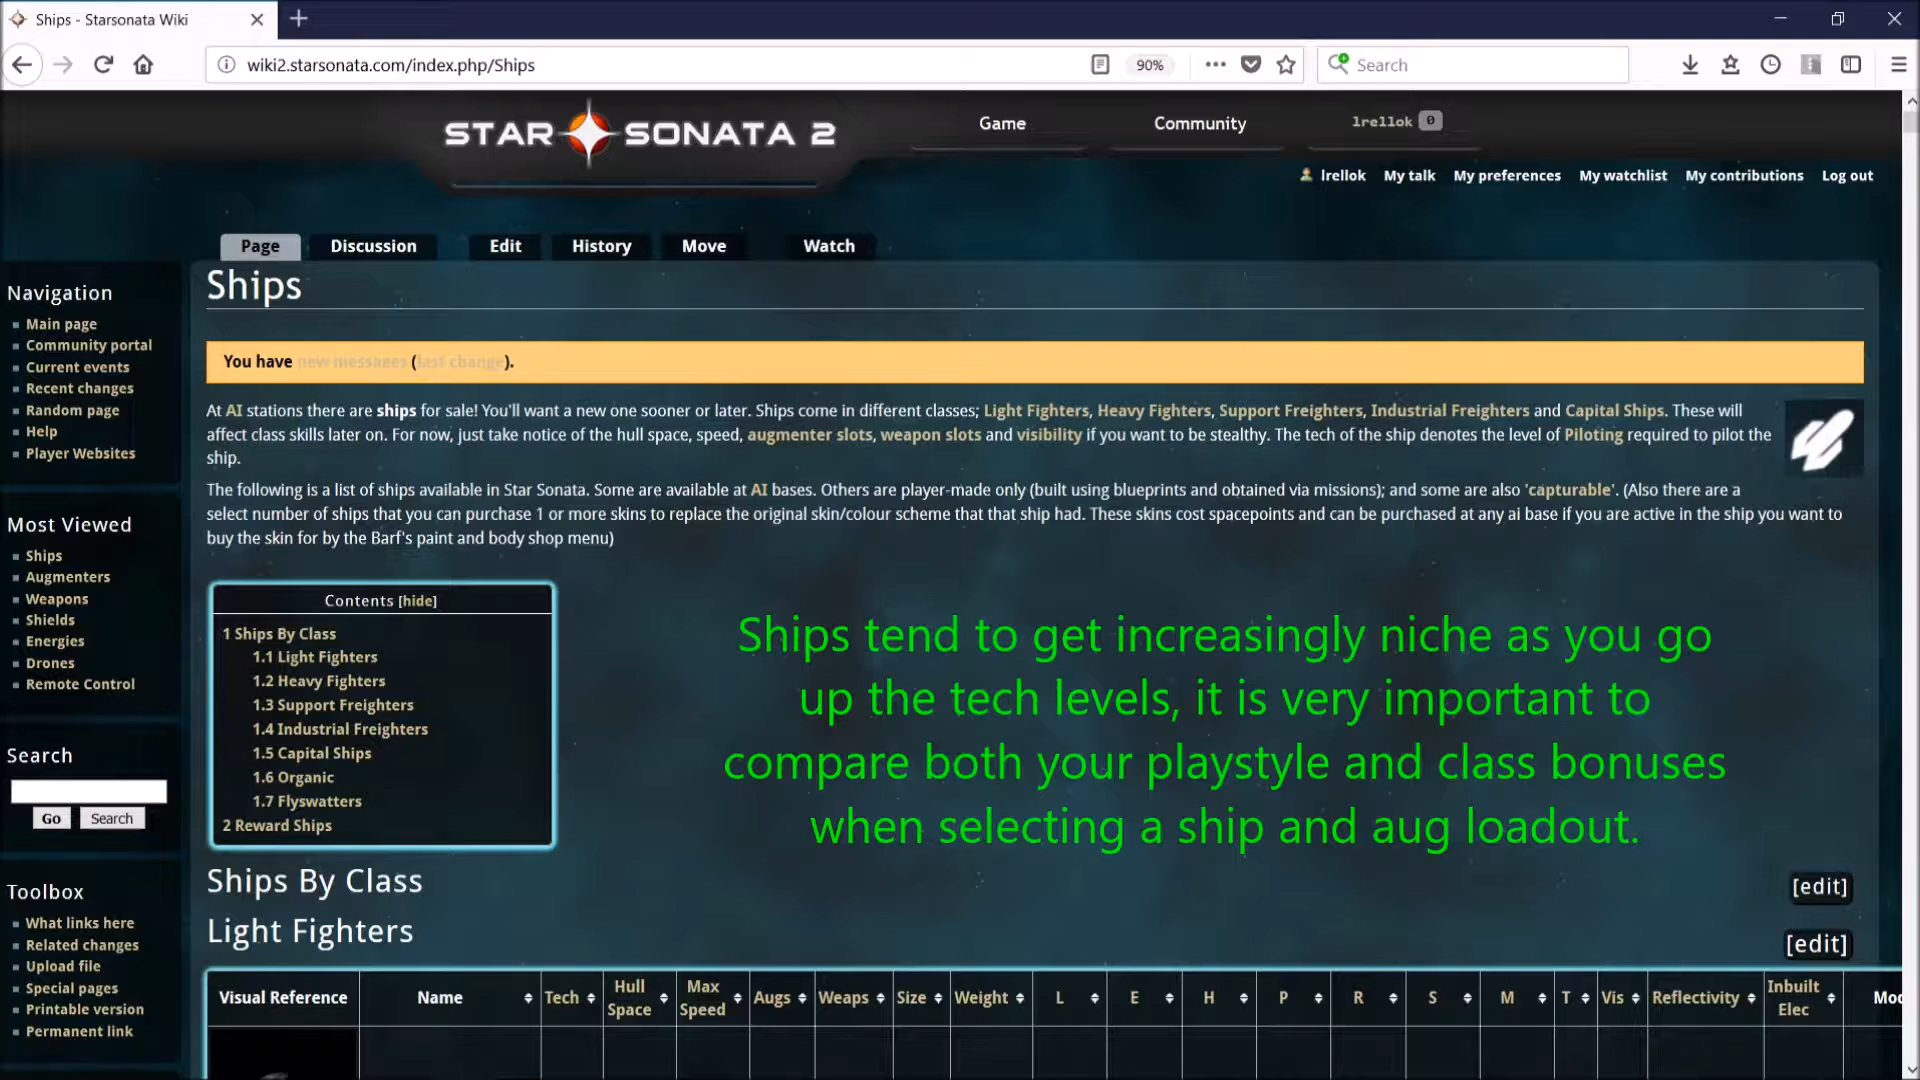 Ships - Starsonata Wiki
wiki2.starsonata.com/index.php/Ships
90%
Search
STAR SONATA 2
Game
Community
lrellok 0
lrellok My talk My preferences My watchlist My contributions Log out
Page Discussion Edit History Move Watch
Navigation
Main page
Community portal
Current events
Recent changes
Random page
Help
Player Websites
Most Viewed
Ships
Augmenters
Weapons
Shields
Energies
Drones
Remote Control
Search
Go Search
Toolbox
What links here
Related changes
Upload file
Special pages
Printable version
Permanent link
Ships
You have new messages (last change).
At AI stations there are ships for sale! You'll want a new one sooner or later. Ships come in different classes; Light Fighters, Heavy Fighters, Support Freighters, Industrial Freighters and Capital Ships. These will
affect class skills later on. For now, just take notice of the hull space, speed, augmenter slots, weapon slots and visibility if you want to be stealthy. The tech of the ship denotes the level of Piloting required to pilot the
ship.
The following is a list of ships available in Star Sonata. Some are available at AI bases. Others are player-made only (built using blueprints and obtained via missions); and some are also 'capturable'. (Also there are a
select number of ships that you can purchase 1 or more skins to replace the original skin/colour scheme that that ship had. These skins cost spacepoints and can be purchased at any ai base if you are active in the ship you want to
buy the skin for by the Barf's paint and body shop menu)
Contents [hide]
1 Ships By Class
1.1 Light Fighters
1.2 Heavy Fighters
1.3 Support Freighters
1.4 Industrial Freighters
1.5 Capital Ships
1.6 Organic
1.7 Flyswatters
2 Reward Ships
Ships tend to get increasingly niche as you go
up the tech levels, it is very important to
compare both your playstyle and class bonuses
when selecting a ship and aug loadout.
Ships By Class [edit]
Light Fighters [edit]
Visual Reference Name Tech Hull Space Max Speed Augs Weaps Size Weight L E H P R S M T Vis Reflectivity Inbuilt Elec Moc